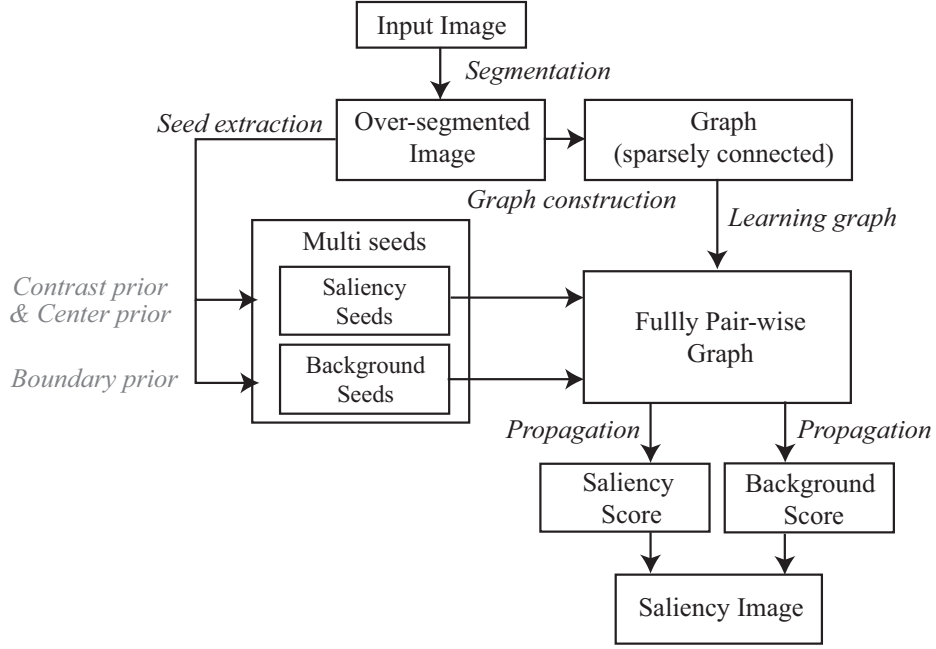 Input Image
Segmentation
Seed extraction
Over-segmented
Image
Graph
(sparsely connected)
Graph construction
Learning graph
Multi seeds
Contrast prior
& Center prior
Saliency
Seeds
Fullly Pair-wise
Graph
Boundary prior
Background
Seeds
Propagation
Propagation
Saliency
Score
Background
Score
Saliency Image